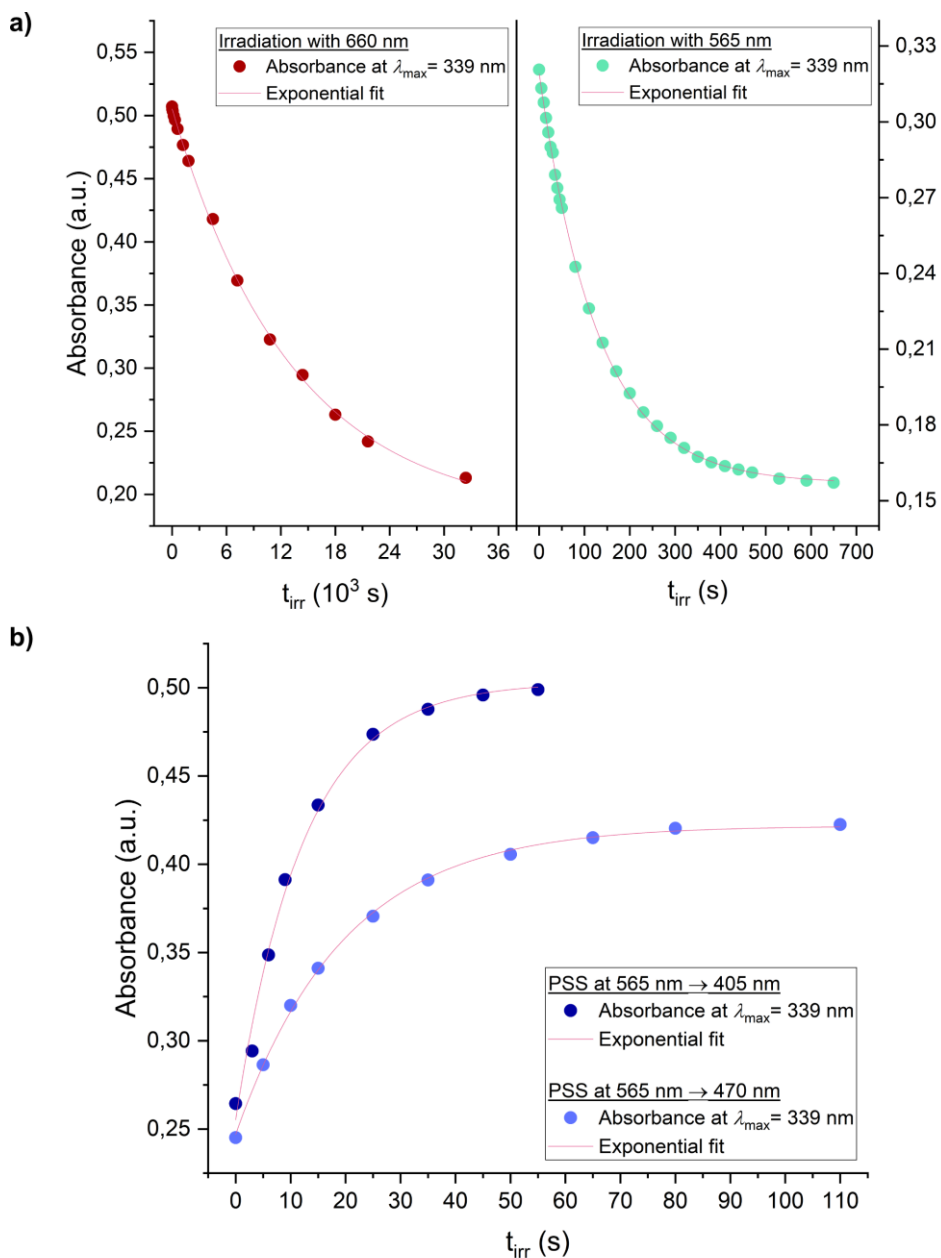 a)
Irradiation with 660 nm
Absorbance at λmax= 339 nm
Exponential fit
Irradiation with 565 nm
Absorbance at λmax= 339 nm
Exponential fit
0,55
0,50
0,45
0,40
0,35
0,30
0,25
0,20
Absorbance (a.u.)
0,33
0,30
0,27
0,24
0,21
0,18
0,15
0 6 12 18 24 30 36
0 100 200 300 400 500 600 700
tirr (10³ s)
tirr (s)
b)
0,50
0,45
0,40
0,35
0,30
0,25
Absorbance (a.u.)
PSS at 565 nm → 405 nm
Absorbance at λmax= 339 nm
Exponential fit
PSS at 565 nm → 470 nm
Absorbance at λmax= 339 nm
Exponential fit
0 10 20 30 40 50 60 70 80 90 100 110
tirr (s)